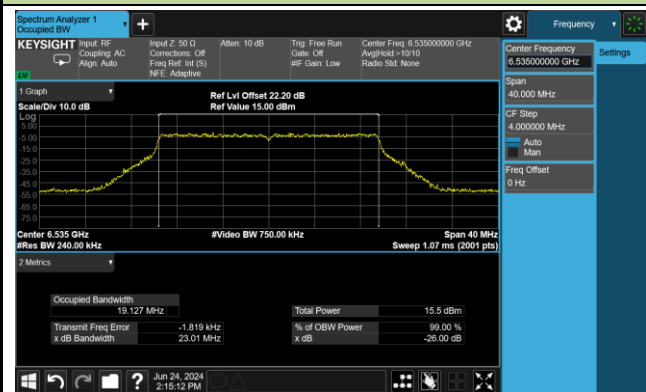 Spectrum Analyzer 1
Occupied BW
Frequency
KEYSIGHT
Input: RF
Coupling: AC
Align: Auto
Input Z: 50 Ω
Corrections: Off
Freq Ref: Int (S)
NFE: Adaptive
Atten: 10 dB
Trig: Free Run
Gate: Off
#IF Gain: Low
Center Freq: 6.535000000 GHz
Avg|Hold:>10/10
Radio Std: None
Center Frequency
6.535000000 GHz
Settings
Span
40.000 MHz
CF Step
4.000000 MHz
Auto
Man
Freq Offset
0 Hz
1 Graph
Scale/Div 10.0 dB
Ref Lvl Offset 22.20 dB
Ref Value 15.00 dBm
Log
5.00
-5.00
-15.0
-25.0
-35.0
-45.0
-55.0
-65.0
-75.0
Center 6.535 GHz
#Video BW 750.00 kHz
Span 40 MHz
#Res BW 240.00 kHz
Sweep 1.07 ms (2001 pts)
2 Metrics
Occupied Bandwidth
19.127 MHz
Total Power
15.5 dBm
Transmit Freq Error
-1.819 kHz
% of OBW Power
99.00 %
x dB Bandwidth
23.01 MHz
x dB
-26.00 dB
Jun 24, 2024
2:15:12 PM